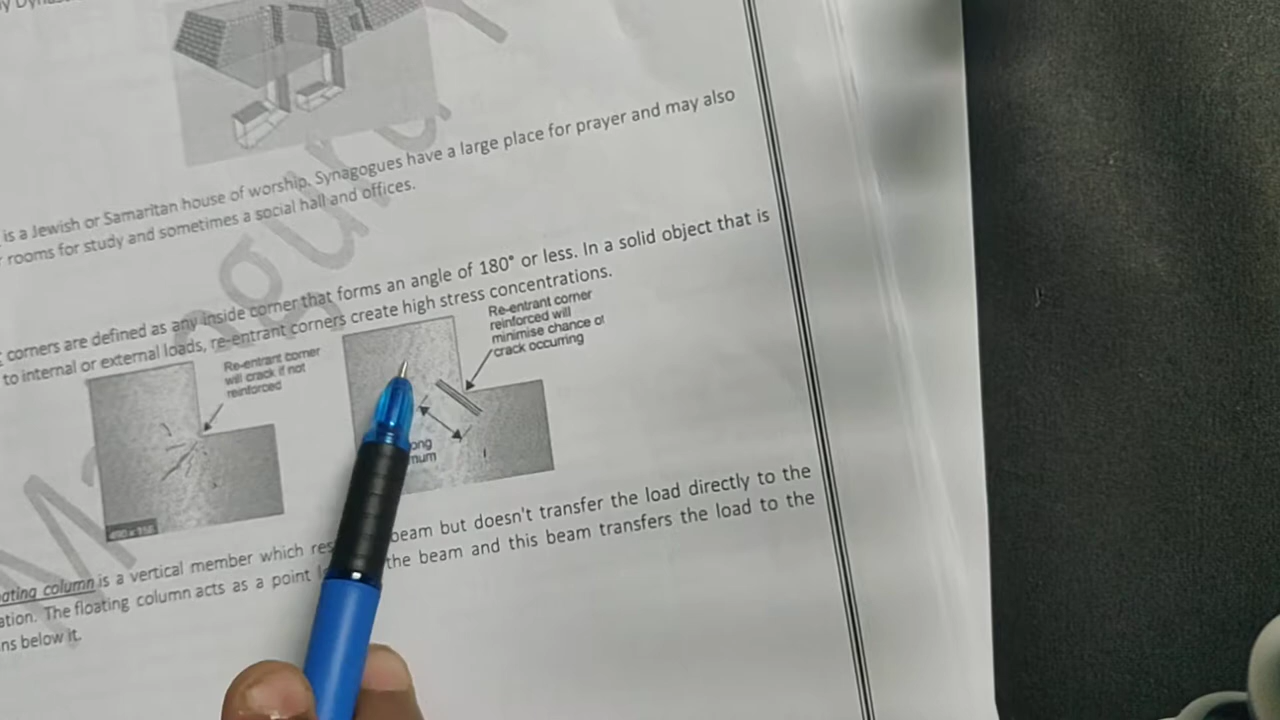 is a Jewish or Samaritan house of worship. Synagogues have a large place for prayer and may also
rooms for study and sometimes a social hall and offices.
corners are defined as any inside corner that forms an angle of 180° or less. In a solid object that is
to internal or external loads, re-entrant corners create high stress concentrations.
Re-entrant corner
will crack if not
reinforced
Re-entrant corner
reinforced will
minimise chance of
crack occurring
ating column is a vertical member which beam but doesn't transfer the load directly to the
ation. The floating column acts as a point the beam and this beam transfers the load to the
ns below it.